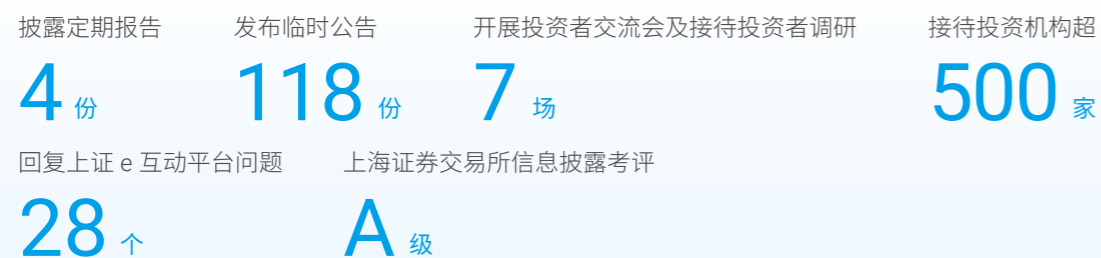 披露定期报告 发布临时公告 开展投资者交流会及接待投资者调研 接待投资机构超
4 份 118 份 7 场 500 家
回复上证 e 互动平台问题 上海证券交易所信息披露考评
28 个 A 级